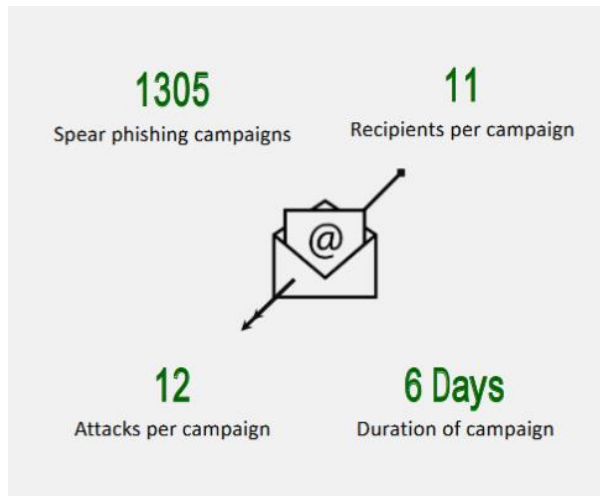 1305
Spear phishing campaigns
11
Recipients per campaign
@
12
Attacks per campaign
6 Days
Duration of campaign